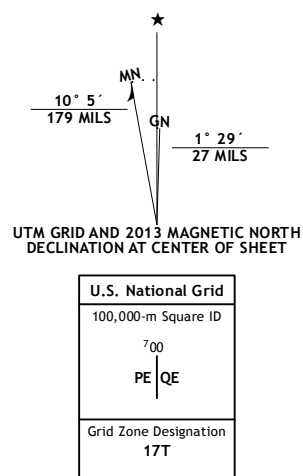 ★
MN
10° 5´
179 MILS
GN
1° 29´
27 MILS
UTM GRID AND 2013 MAGNETIC NORTH
DECLINATION AT CENTER OF SHEET
U.S. National Grid
100,000-m Square ID
⁷00
PE QE
Grid Zone Designation
17T